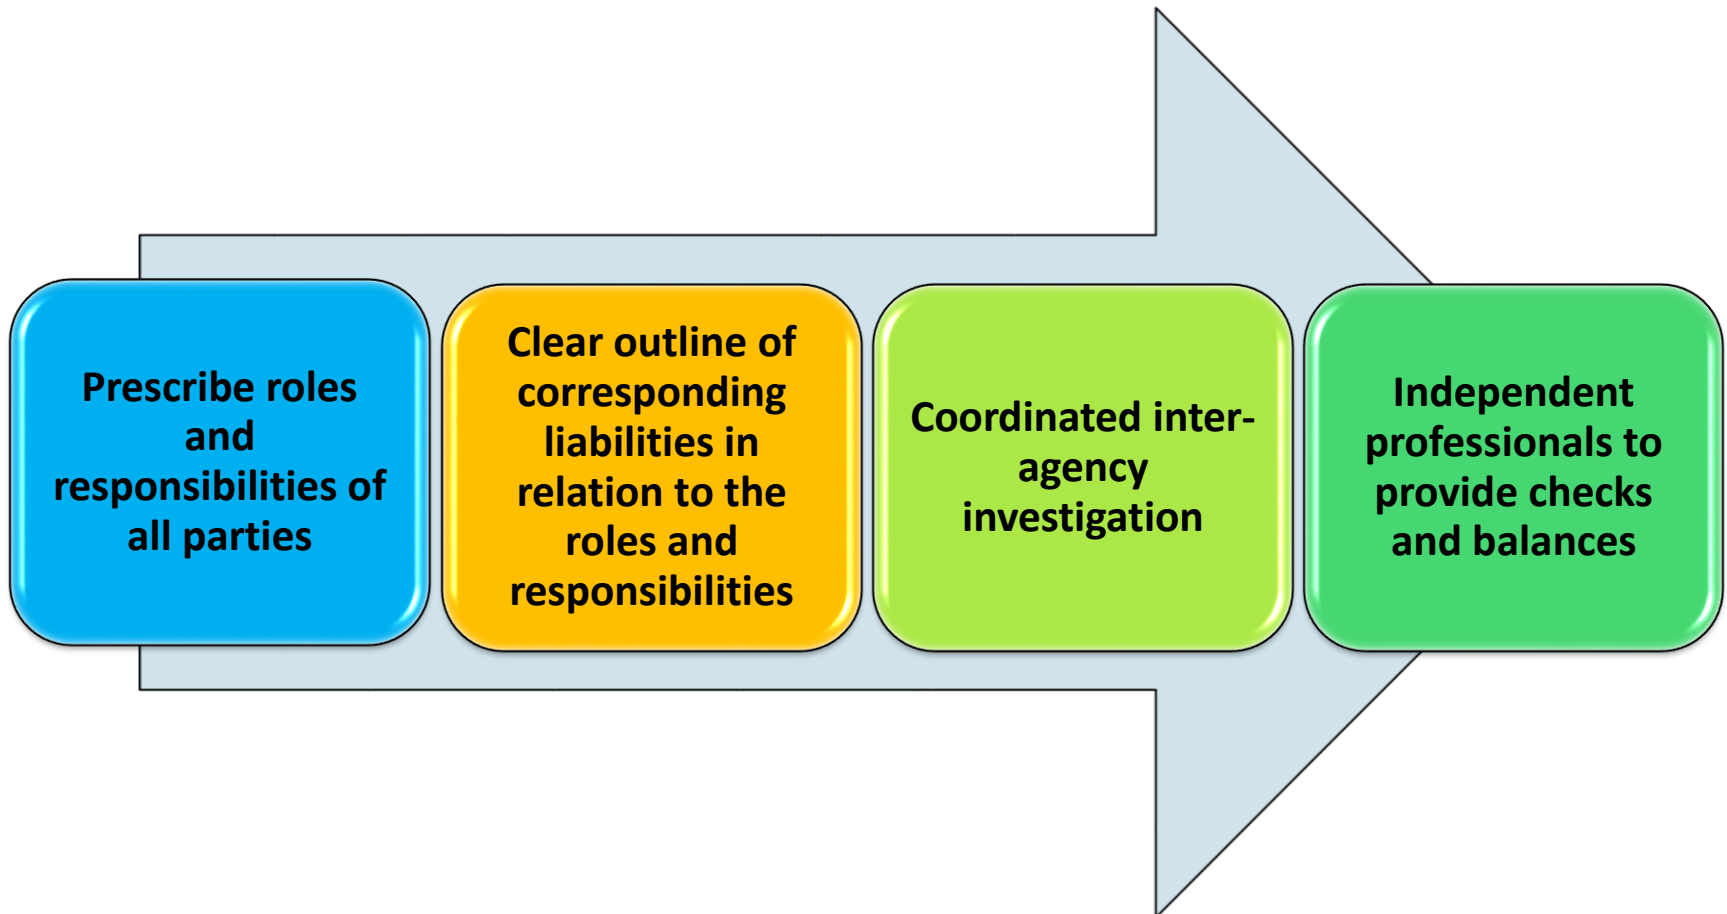 Prescribe roles
and
responsibilities of
all parties
Clear outline of
corresponding
liabilities in
relation to the
roles and
responsibilities
Coordinated inter-
agency
investigation
Independent
professionals to
provide checks
and balances